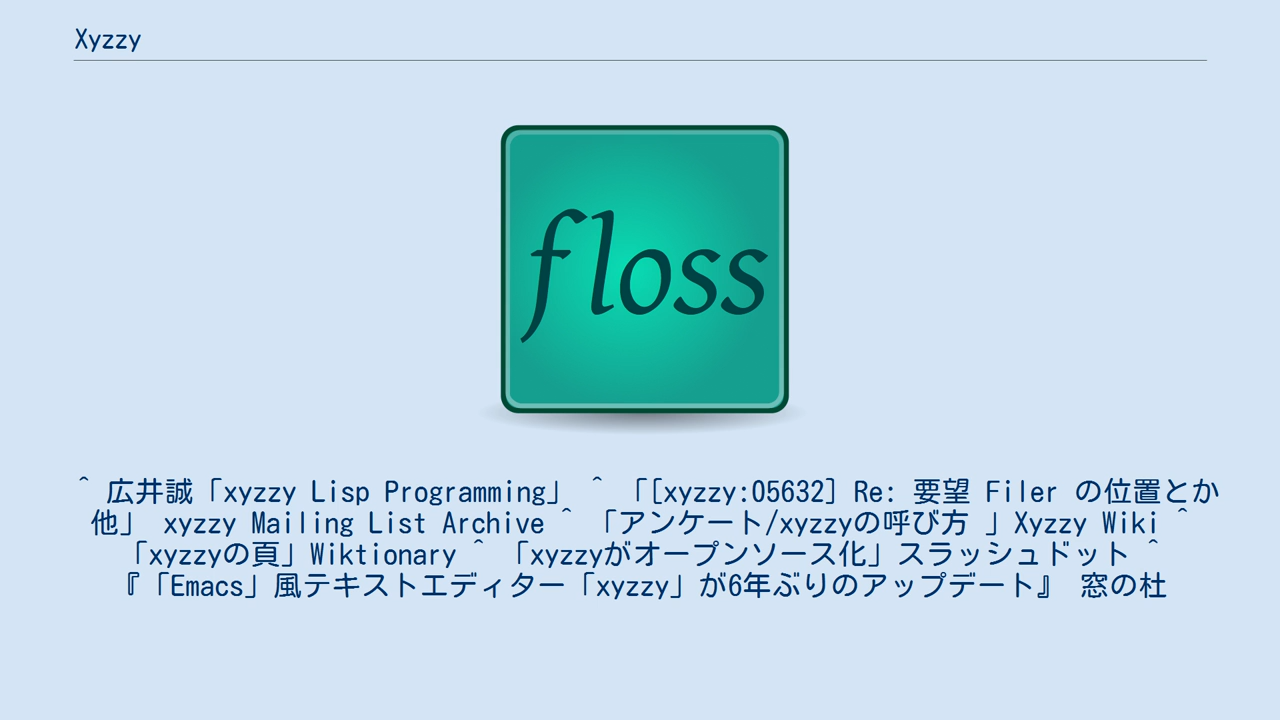 Xyzzy
floss
^ 広井誠「xyzzy Lisp Programming」 ^ 「[xyzzy:05632] Re: 要望 Filer の位置とか
他」 xyzzy Mailing List Archive ^ 「アンケート/xyzzyの呼び方 」Xyzzy Wiki ^
「xyzzyの頁」Wiktionary ^ 「xyzzyがオープンソース化」スラッシュドット ^
『「Emacs」風テキストエディター「xyzzy」が6年ぶりのアップデート』 窓の杜